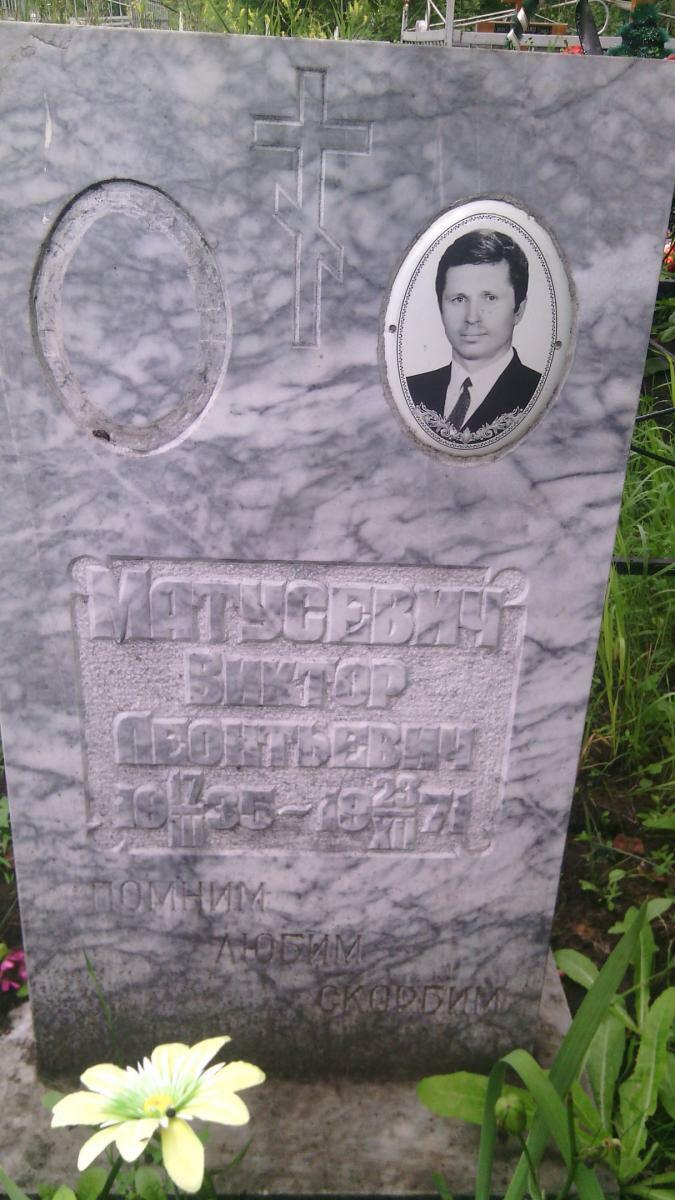 МАТУСЕВИЧ
ВИКТОР
ЛЕОНТЬЕВИЧ
19 17/III 35 ~ 19 23/XII 71
ПОМНИМ
ЛЮБИМ
СКОРБИМ